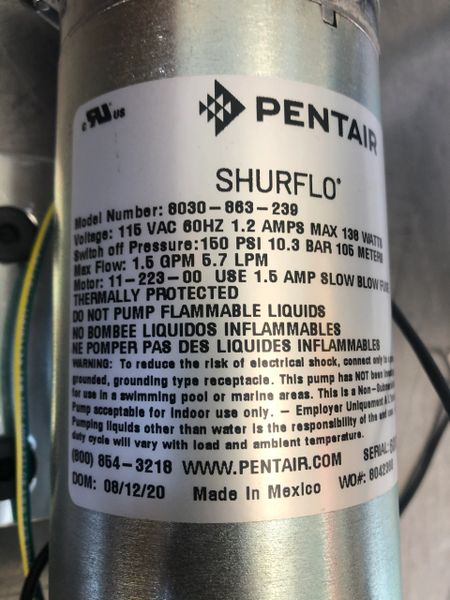 C UR US
PENTAIR
SHURFLO®
Model Number: 8030-863-239
Voltage: 115 VAC 60HZ 1.2 AMPS MAX 138 WATTS
Switch off Pressure:150 PSI 10.3 BAR 105 METERS
Max Flow: 1.5 GPM 5.7 LPM
Motor: 11-223-00 USE 1.5 AMP SLOW BLOW FUSE
THERMALLY PROTECTED
DO NOT PUMP FLAMMABLE LIQUIDS
NO BOMBEE LIQUIDOS INFLAMMABLES
NE POMPER PAS DES LIQUIDES INFLAMMABLES
WARNING: To reduce the risk of electrical shock, connect only to a
grounded, grounding type receptacle. This pump has NOT been
for use in a swimming pool or marine areas. This is a
Pump acceptable for indoor use only. – Employer Uniquement A
Pumping liquids other than water is the responsibility of the end
duty cycle will vary with load and ambient temperature.
(800) 854-3218 WWW.PENTAIR.COM SERIAL:
DOM: 08/12/20 Made In Mexico WO#: